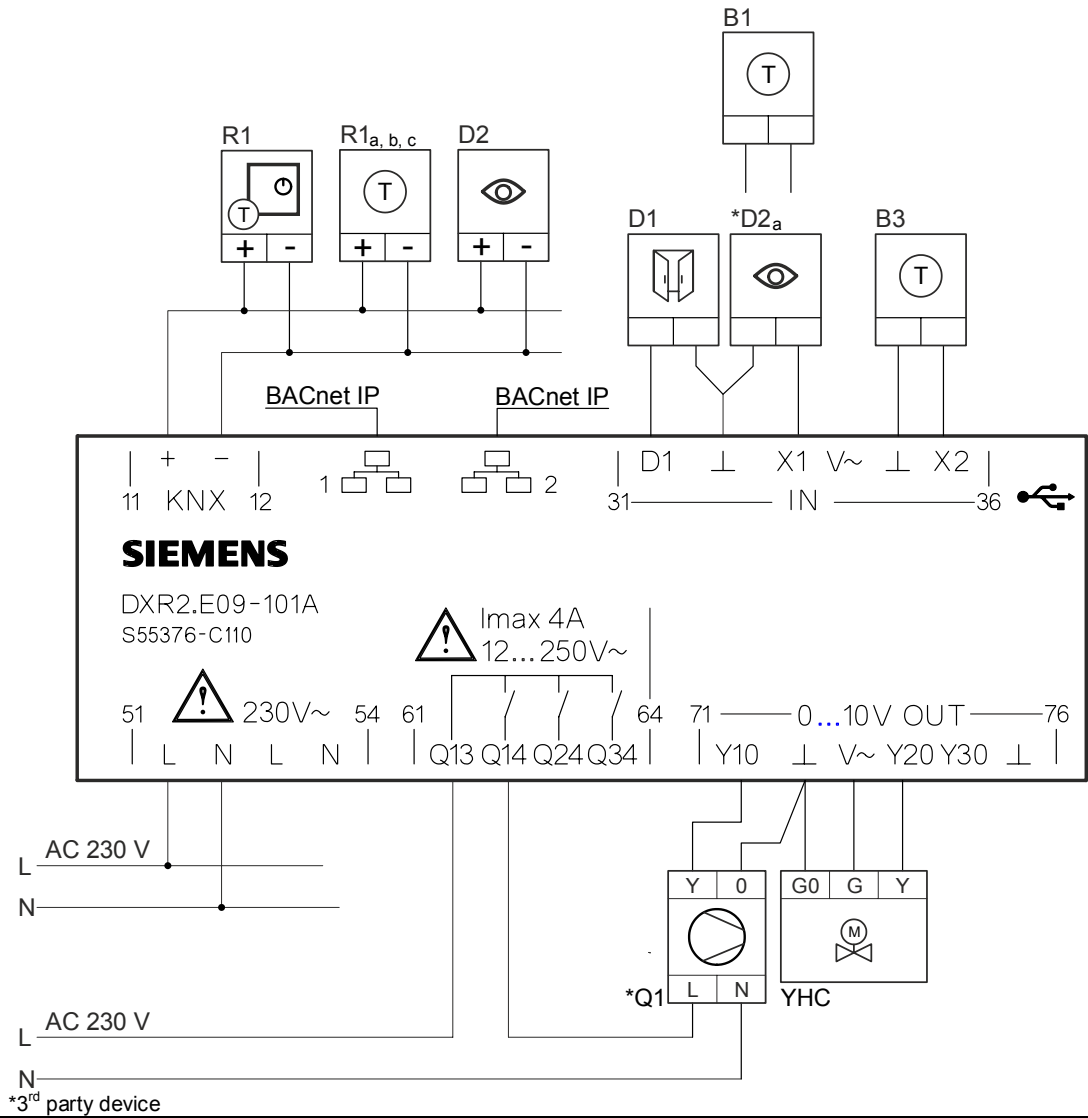 B1
T
R1
R1a, b, c
D2
T
T
+ -
+ -
+ -
D1
*D2a
B3
T
BACnet IP
BACnet IP
+ -
11 KNX 12
1
2
D1 ⊥ X1 V~ ⊥ X2
31 IN 36
SIEMENS
DXR2.E09-101A
S55376-C110
! Imax 4A
12...250V~
51 ! 230V~ 54 61 64 71 0...10V OUT 76
L N L N Q13 Q14 Q24 Q34 Y10 ⊥ V~ Y20 Y30 ⊥
L AC 230 V
N
Y 0
G0 G Y
M
*Q1 L N YHC
L AC 230 V
N
*3rd party device